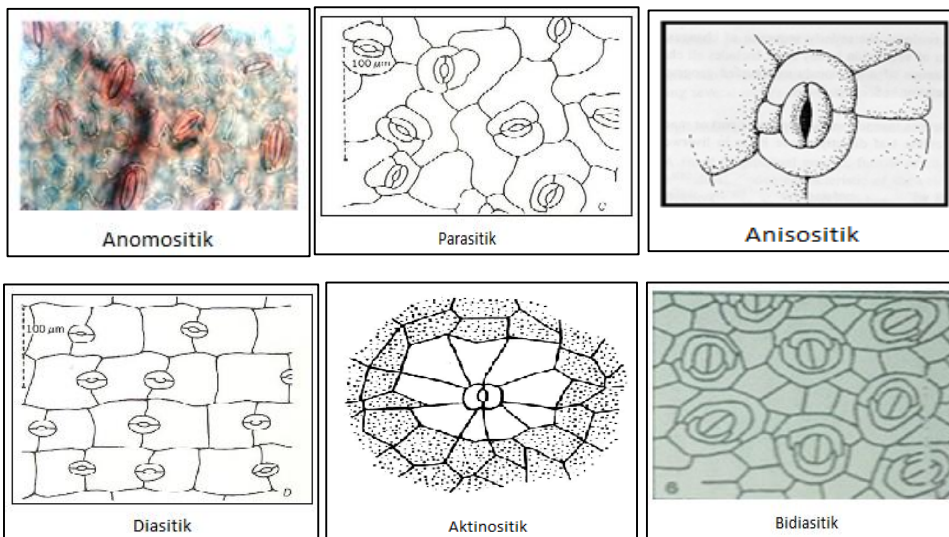 100 μm
C
Anomositik
Parasitik
Anisositik
100 μm
D
Diasitik
Aktinositik
Bidiasitik